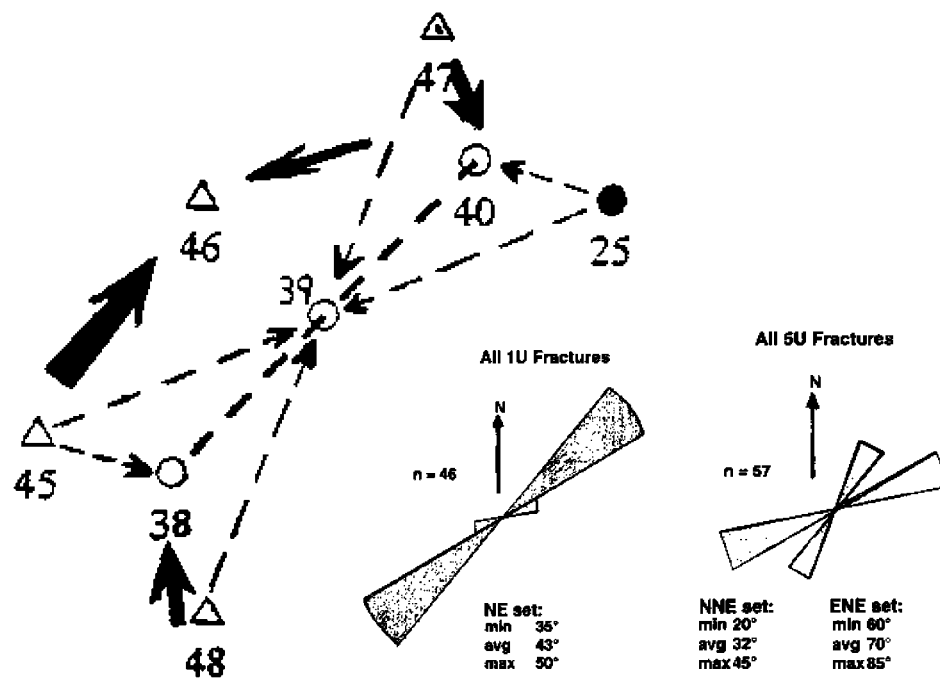 47
40
46
25
39
45
38
48
All 1U Fractures
N
n = 46
NE set:
min 35°
avg 43°
max 50°
All 5U Fractures
N
n = 57
NNE set:
min 20°
avg 32°
max 45°
ENE set:
min 60°
avg 70°
max 85°